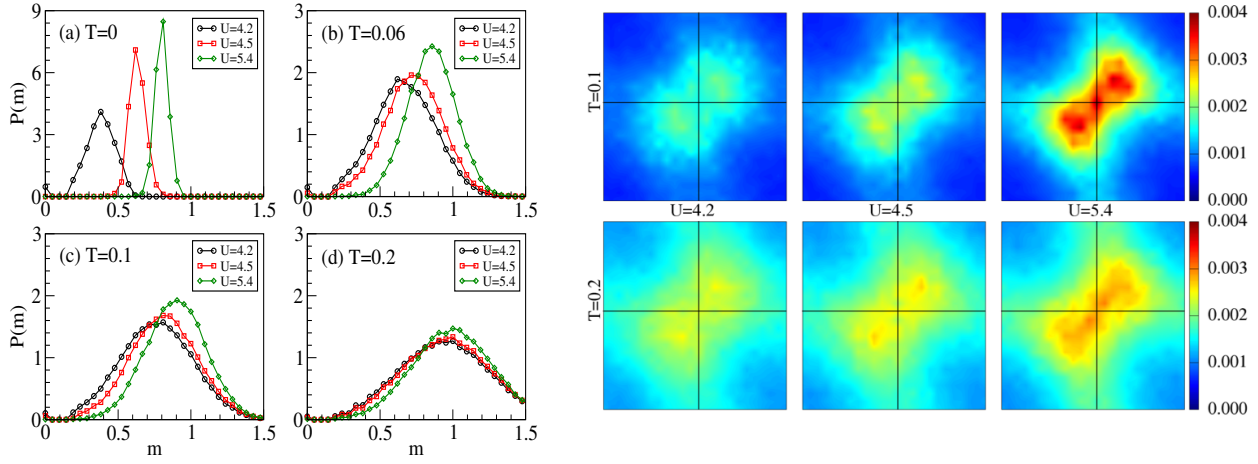 (a) T=0
U=4.2
U=4.5
U=5.4
P(m)
9
6
3
0
0 0.5 1 1.5
(b) T=0.06
U=4.2
U=4.5
U=5.4
3
2
1
0
0 0.5 1 1.5
(c) T=0.1
U=4.2
U=4.5
U=5.4
P(m)
3
2
1
0
0 0.5 1 1.5
m
(d) T=0.2
U=4.2
U=4.5
U=5.4
3
2
1
0
0 0.5 1 1.5
m
T=0.1
0.004
0.003
0.002
0.001
0.000
U=4.2 U=4.5 U=5.4
T=0.2
0.004
0.003
0.002
0.001
0.000